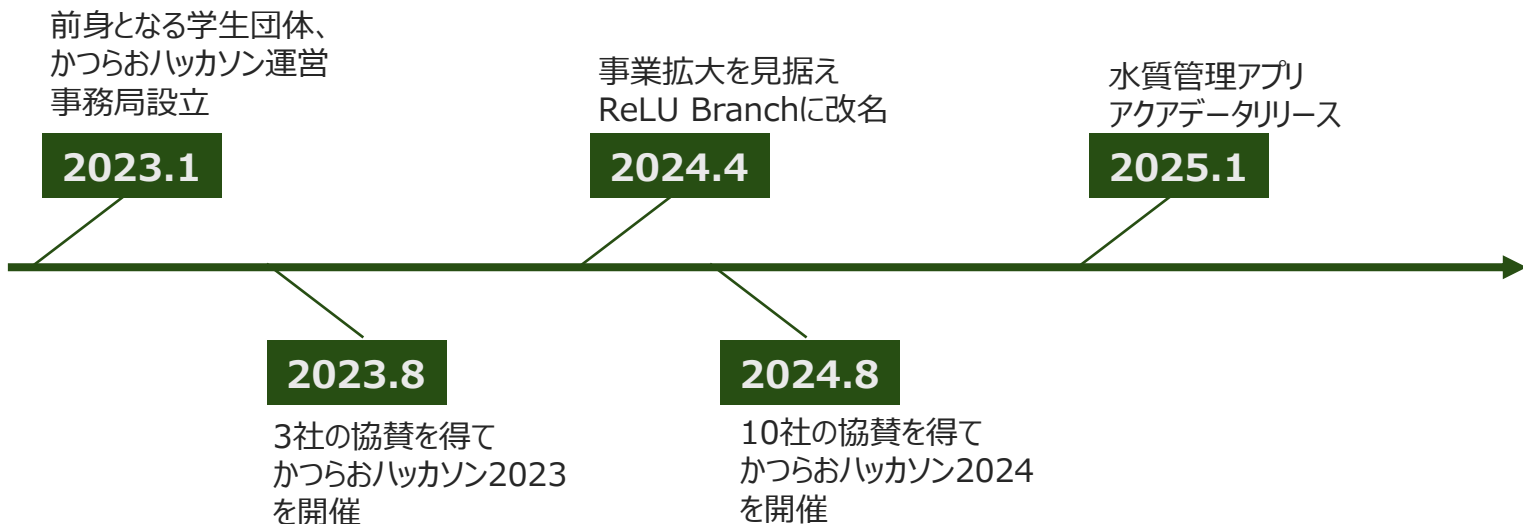 前身となる学生団体、
かつらおハッカソン運営
事務局設立
2023.1
事業拡大を見据え
ReLU Branchに改名
2024.4
水質管理アプリ
アクアデータリリース
2025.1
2023.8
3社の協賛を得て
かつらおハッカソン2023
を開催
2024.8
10社の協賛を得て
かつらおハッカソン2024
を開催